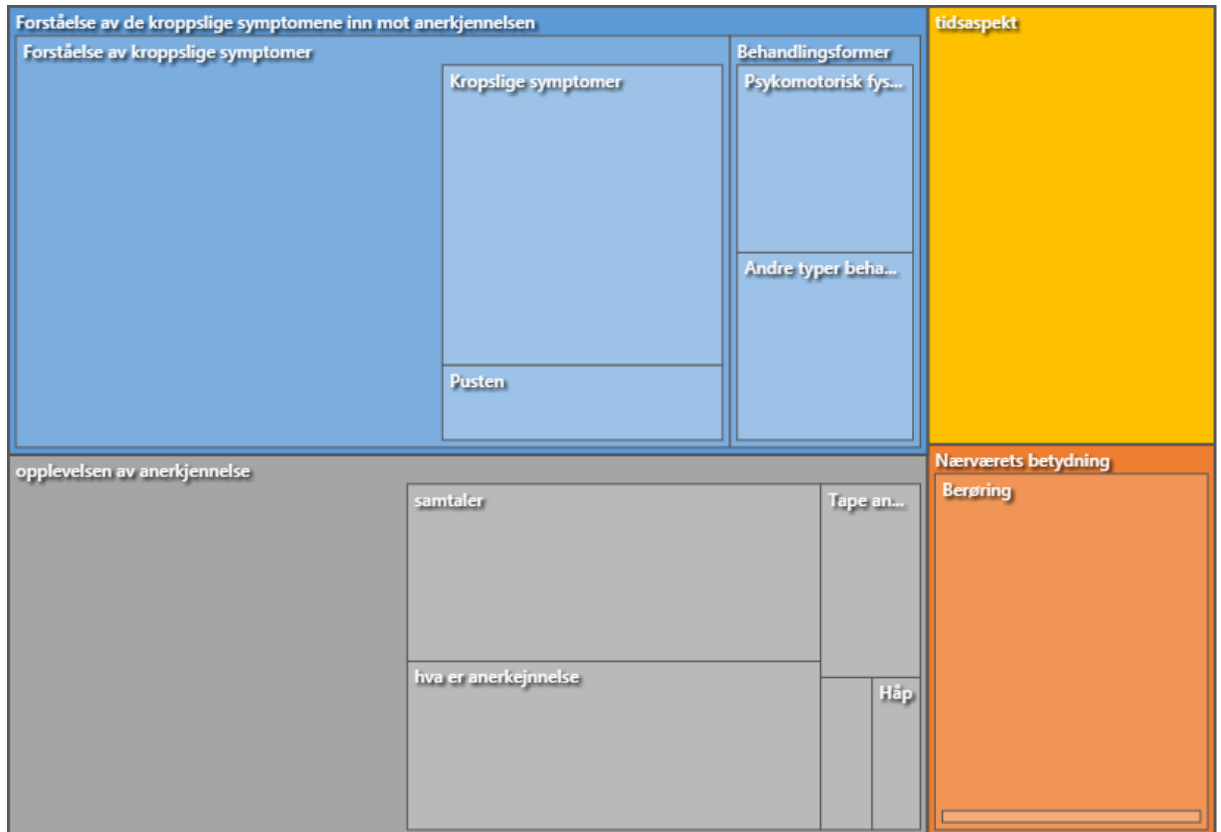 Forståelse av de kroppslige symptomene inn mot anerkjennelsen
Forståelse av kroppslige symptomer
Kropslige symptomer
Pusten
Behandlingsformer
Psykomotorisk fys...
Andre typer beha...
tidsaspekt
opplevelsen av anerkjennelse
samtaler
Tape an...
hva er anerkejnnelse
Håp
Nærværets betydning
Berøring